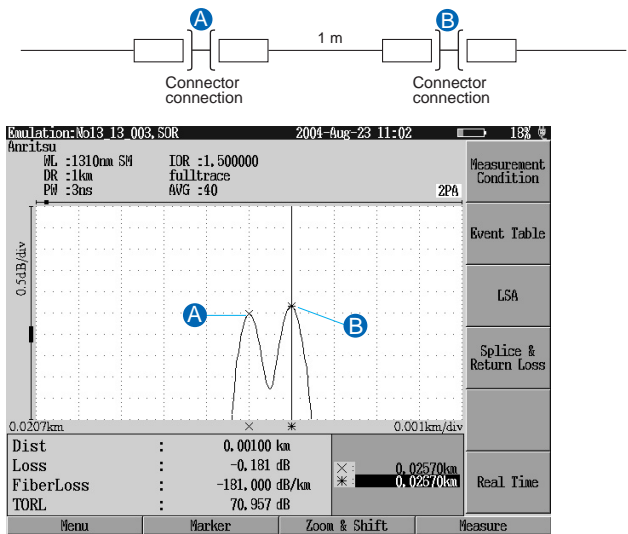 A
B
1 m
Connector
connection
Connector
connection
Emulation:No13_13_003.SOR 2004-Aug-23 11:02 18%
Anritsu
WL :1310nm SM IOR :1.500000
DR :1km fulltrace
PW :3ns AVG :40 2PA
Measurement
Condition
Event Table
0.5dB/div
LSA
A
B
Splice &
Return Loss
0.0207km × * 0.001km/div
Dist : 0.00100 km
Loss : -0.181 dB
FiberLoss : -181.000 dB/km
TORL : 70.957 dB
× : 0.02570km
* : 0.02670km
Real Time
Menu Marker Zoom & Shift Measure